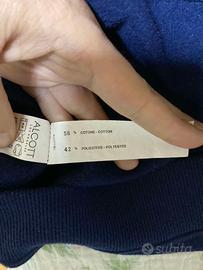 ALCOTT
58 % COTONE - COTTON
42 % POLIESTERE - POLYESTER
subito